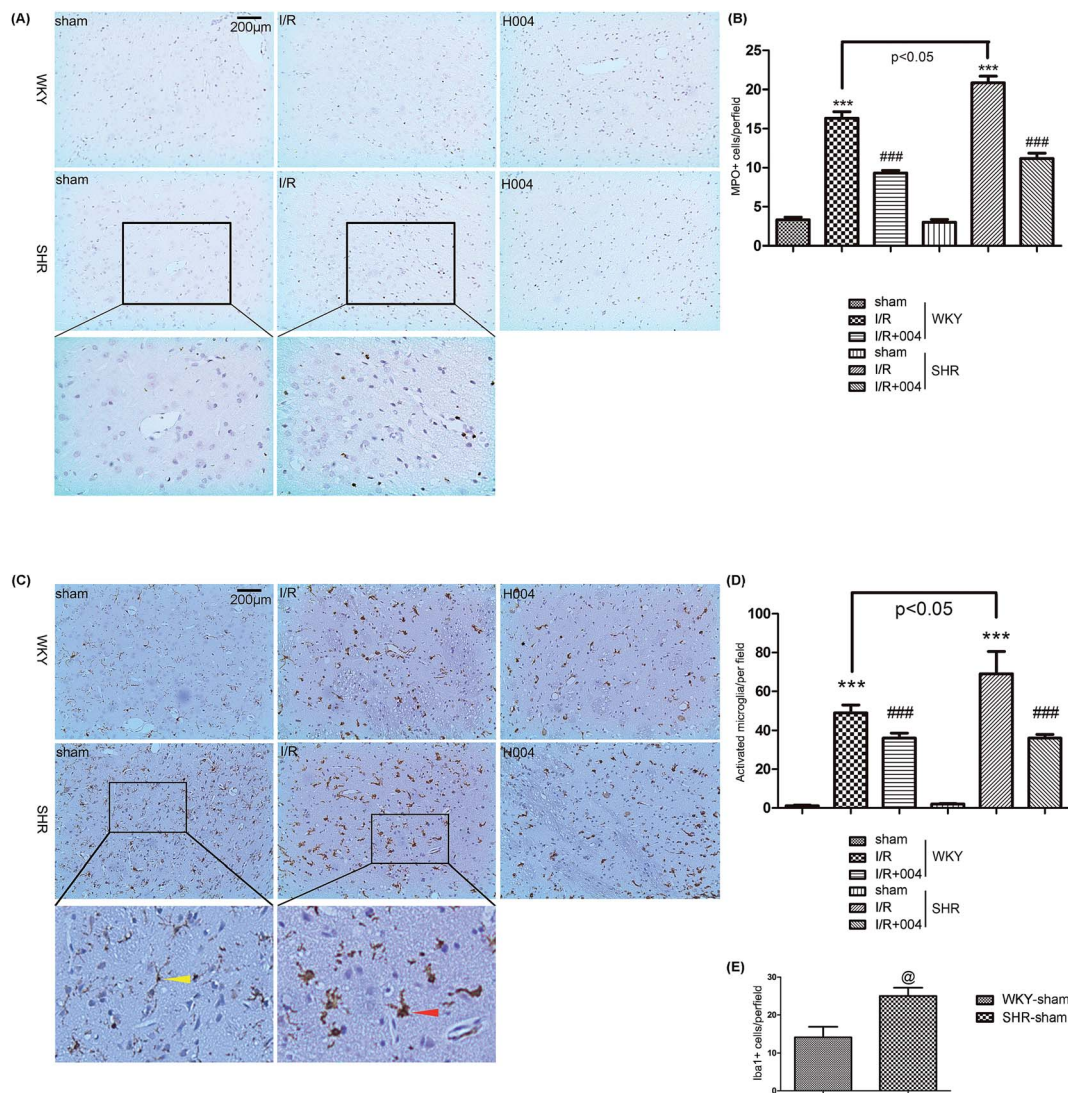 (A)
sham
200µm
I/R
H004
WKY
sham
I/R
H004
SHR
(B)
MPO+ cells/perfield
25
20
15
10
5
0
***
###
p<0.05
***
###
sham
I/R
I/R+004
WKY
sham
I/R
I/R+004
SHR
(C)
sham
200µm
I/R
H004
WKY
sham
I/R
H004
SHR
(D)
Activated microglia/per field
100
80
60
40
20
0
***
###
p<0.05
***
###
sham
I/R
I/R+004
WKY
sham
I/R
I/R+004
SHR
(E)
Iba1+ cells/perfield
30
20
10
0
@
WKY-sham
SHR-sham